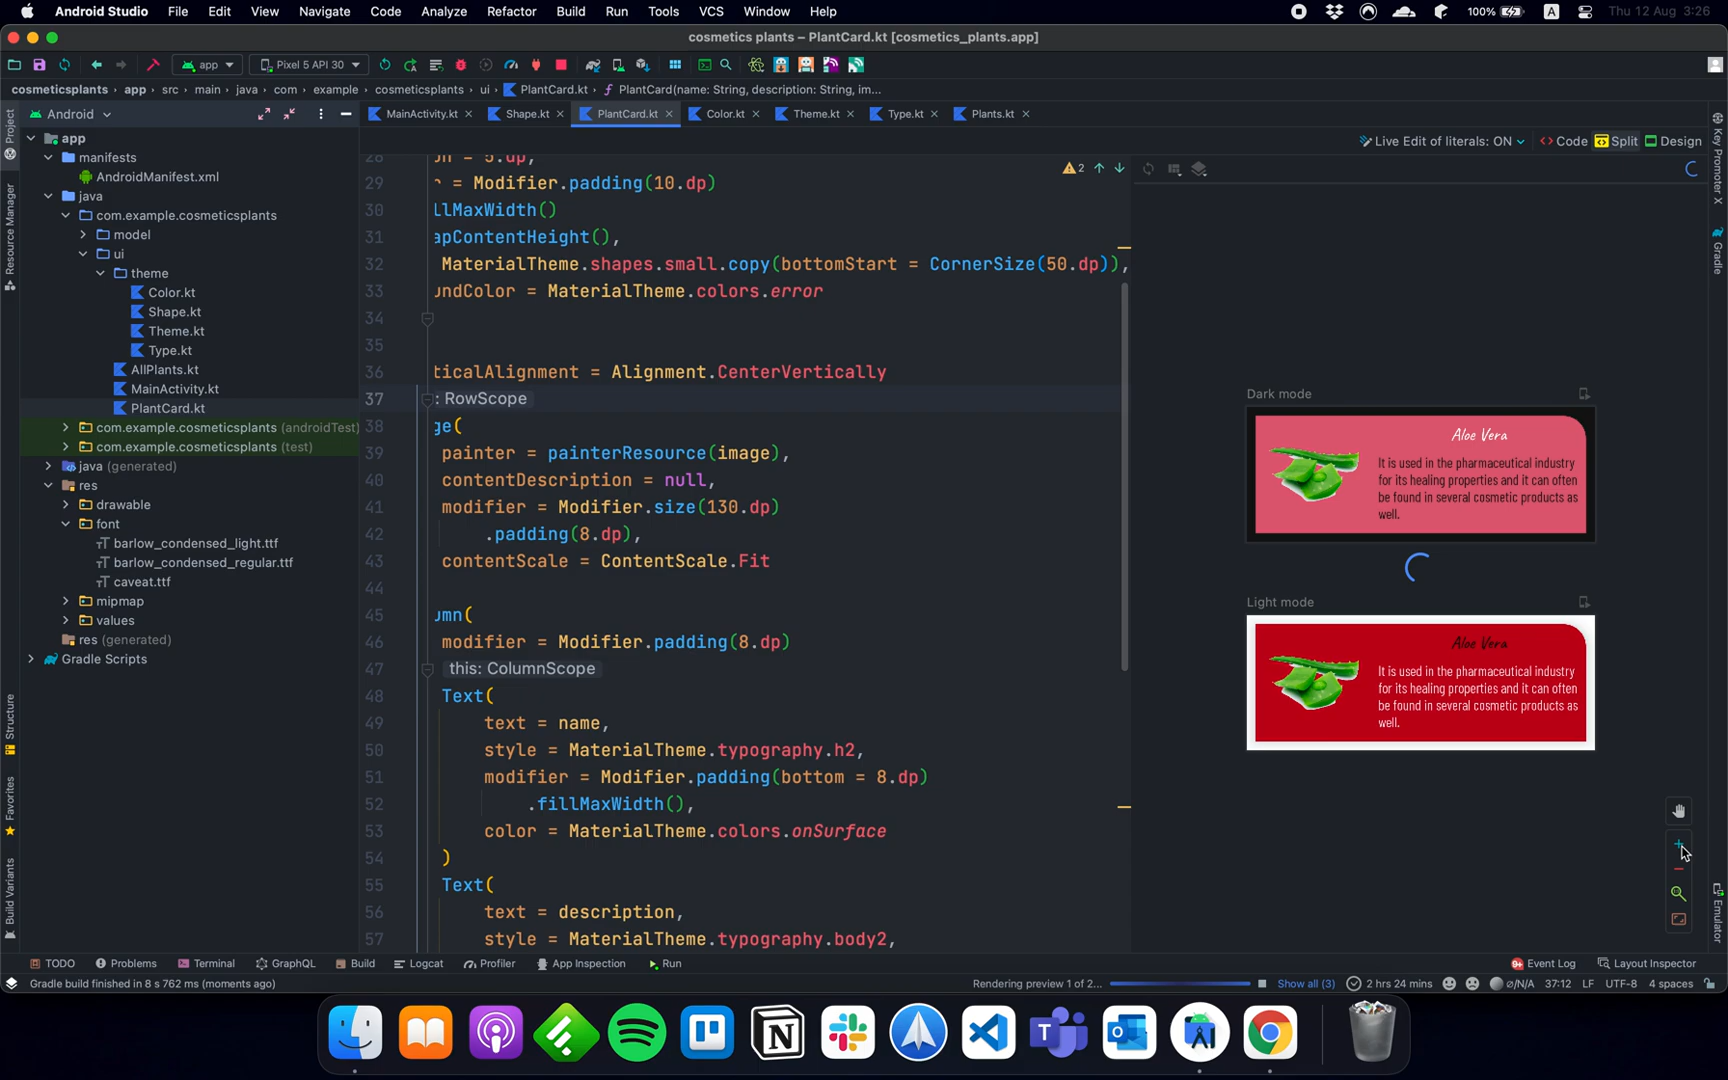 Android Studio File Edit View Navigate Code Analyze Refactor Build Run Tools VCS Window Help
100% A Thu 12 Aug 3:26
cosmetics plants – PlantCard.kt [cosmetics_plants.app]
app Pixel 5 API 30
cosmeticsplants › app › src › main › java › com › example › cosmeticsplants › ui › PlantCard.kt › PlantCard(name: String, description: String, im...
Android
MainActivity.kt Shape.kt PlantCard.kt Color.kt Theme.kt Type.kt Plants.kt
Live Edit of literals: ON Code Split Design
Project
Resource Manager
Structure
Favorites
Build Variants
app
manifests
AndroidManifest.xml
java
com.example.cosmeticsplants
model
ui
theme
Color.kt
Shape.kt
Theme.kt
Type.kt
AllPlants.kt
MainActivity.kt
PlantCard.kt
com.example.cosmeticsplants (androidTest)
com.example.cosmeticsplants (test)
java (generated)
res
drawable
font
barlow_condensed_light.ttf
barlow_condensed_regular.ttf
caveat.ttf
mipmap
values
res (generated)
Gradle Scripts
28 = 5.dp,
29 r = Modifier.padding(10.dp)
30 llMaxWidth()
31 apContentHeight(),
32 MaterialTheme.shapes.small.copy(bottomStart = CornerSize(50.dp)),
33 undColor = MaterialTheme.colors.error
34
35
36 ticalAlignment = Alignment.CenterVertically
37 : RowScope
38 ge(
39 painter = painterResource(image),
40 contentDescription = null,
41 modifier = Modifier.size(130.dp)
42 .padding(8.dp),
43 contentScale = ContentScale.Fit
44
45 umn(
46 modifier = Modifier.padding(8.dp)
47 this: ColumnScope
48 Text(
49 text = name,
50 style = MaterialTheme.typography.h2,
51 modifier = Modifier.padding(bottom = 8.dp)
52 .fillMaxWidth(),
53 color = MaterialTheme.colors.onSurface
54 )
55 Text(
56 text = description,
57 style = MaterialTheme.typography.body2,
2
Dark mode
Aloe Vera
It is used in the pharmaceutical industry
for its healing properties and it can often
be found in several cosmetic products as
well.
Light mode
Aloe Vera
It is used in the pharmaceutical industry
for its healing properties and it can often
be found in several cosmetic products as
well.
Key Promoter X
Gradle
Emulator
TODO Problems Terminal GraphQL Build Logcat Profiler App Inspection Run
9+ Event Log Layout Inspector
Gradle build finished in 8 s 762 ms (moments ago)
Rendering preview 1 of 2... Show all (3) 2 hrs 24 mins ∅/N/A 37:12 LF UTF-8 4 spaces